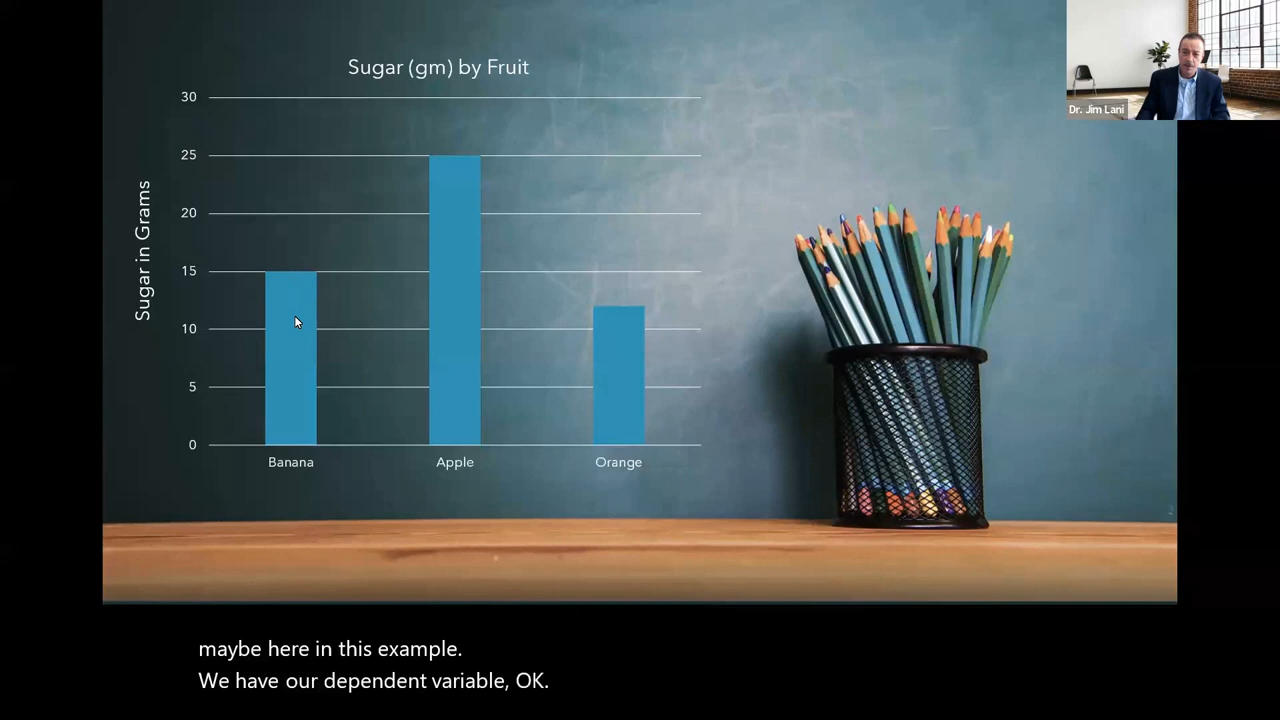 Sugar (gm) by Fruit
30
25
20
15
10
5
0
Sugar in Grams
Banana
Apple
Orange
Dr. Jim Lani
maybe here in this example.
We have our dependent variable, OK.